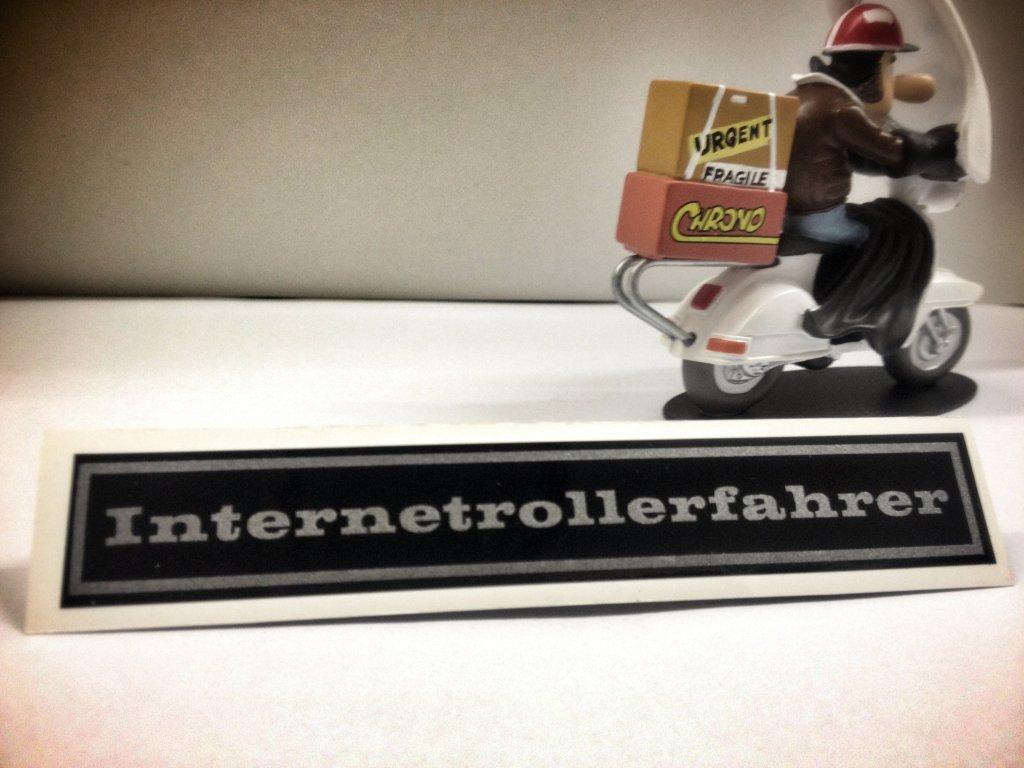 URGENT
FRAGILE
CHRONO
Internetrollerfahrer